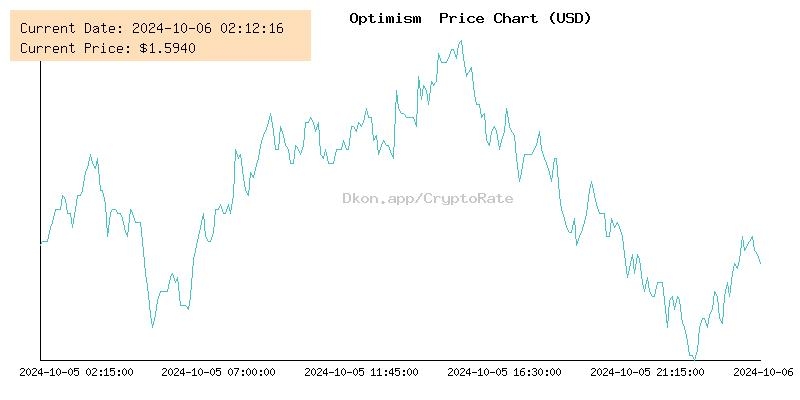 Optimism  Price Chart (USD)
Current Date: 2024-10-06 02:12:16
Current Price: $1.5940
Dkon.app/CryptoRate
2024-10-05 02:15:00 2024-10-05 07:00:00 2024-10-05 11:45:00 2024-10-05 16:30:00 2024-10-05 21:15:00 2024-10-06